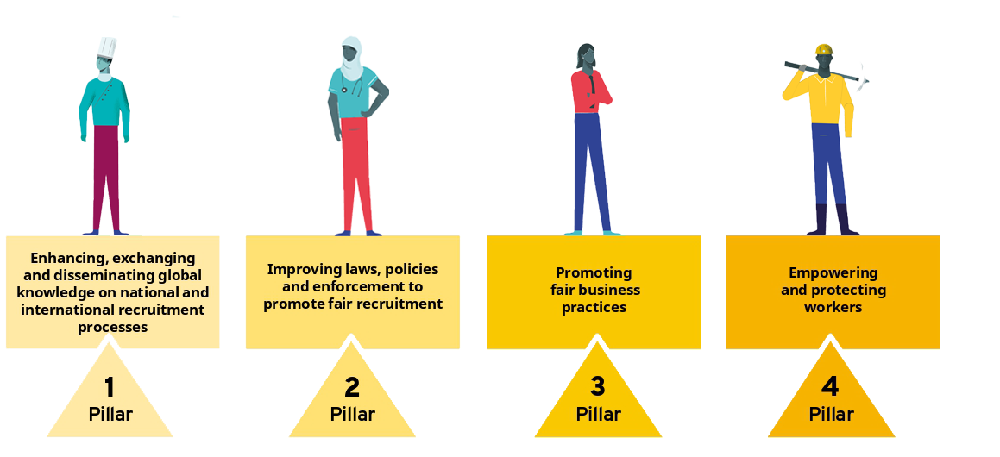 Enhancing, exchanging
and disseminating global
knowledge on national and
international recruitment
processes
1
Pillar
Improving laws, policies
and enforcement to
promote fair recruitment
2
Pillar
Promoting
fair business
practices
3
Pillar
Empowering
and protecting
workers
4
Pillar